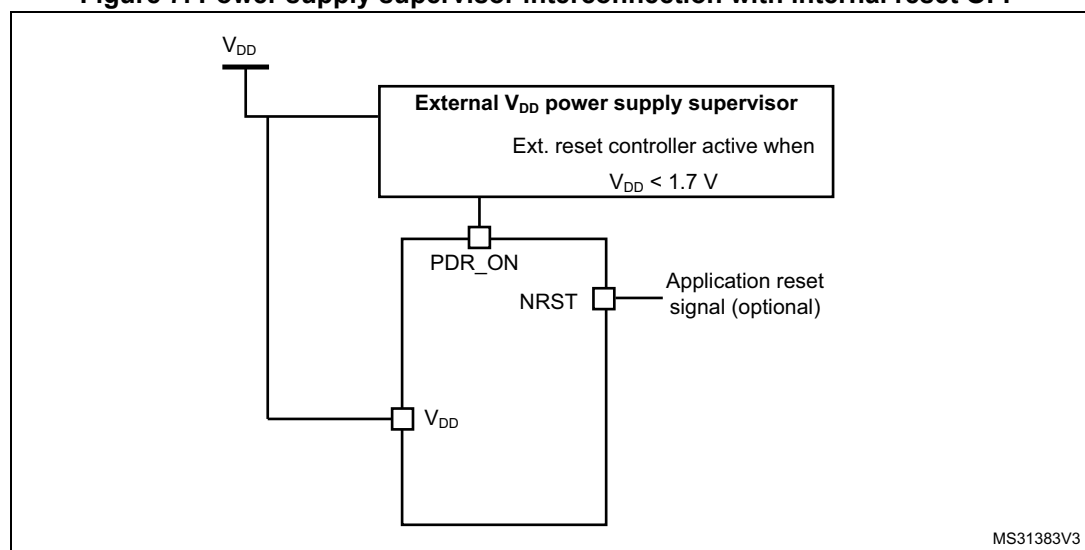 V_DD
External V_DD power supply supervisor
Ext. reset controller active when
V_DD < 1.7 V
PDR_ON
NRST
Application reset
signal (optional)
V_DD
MS31383V3